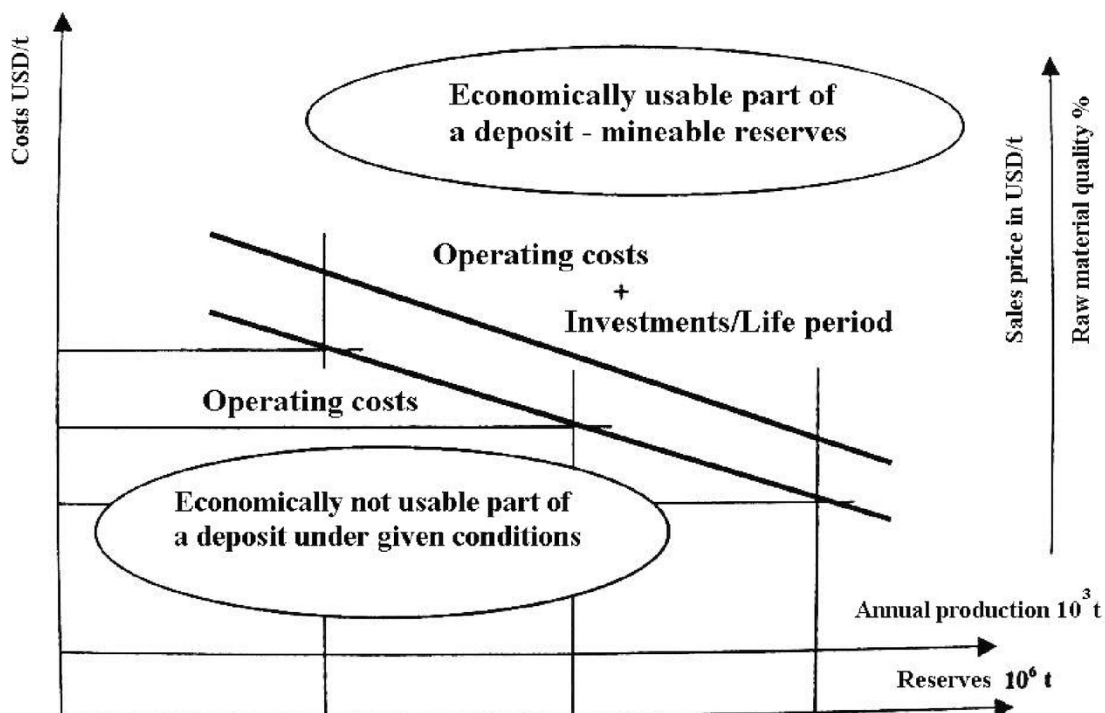 Costs USD/t
Economically usable part of
a deposit - mineable reserves
Sales price in USD/t
Raw material quality %
Operating costs
+
Investments/Life period
Operating costs
Economically not usable part of
a deposit under given conditions
Annual production 10³ t
Reserves 10⁶ t